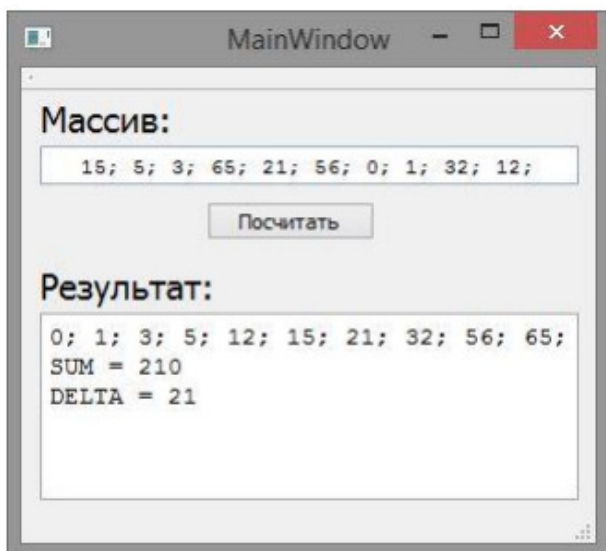 MainWindow
Массив:
15; 5; 3; 65; 21; 56; 0; 1; 32; 12;
Посчитать
Результат:
0; 1; 3; 5; 12; 15; 21; 32; 56; 65;
SUM = 210
DELTA = 21